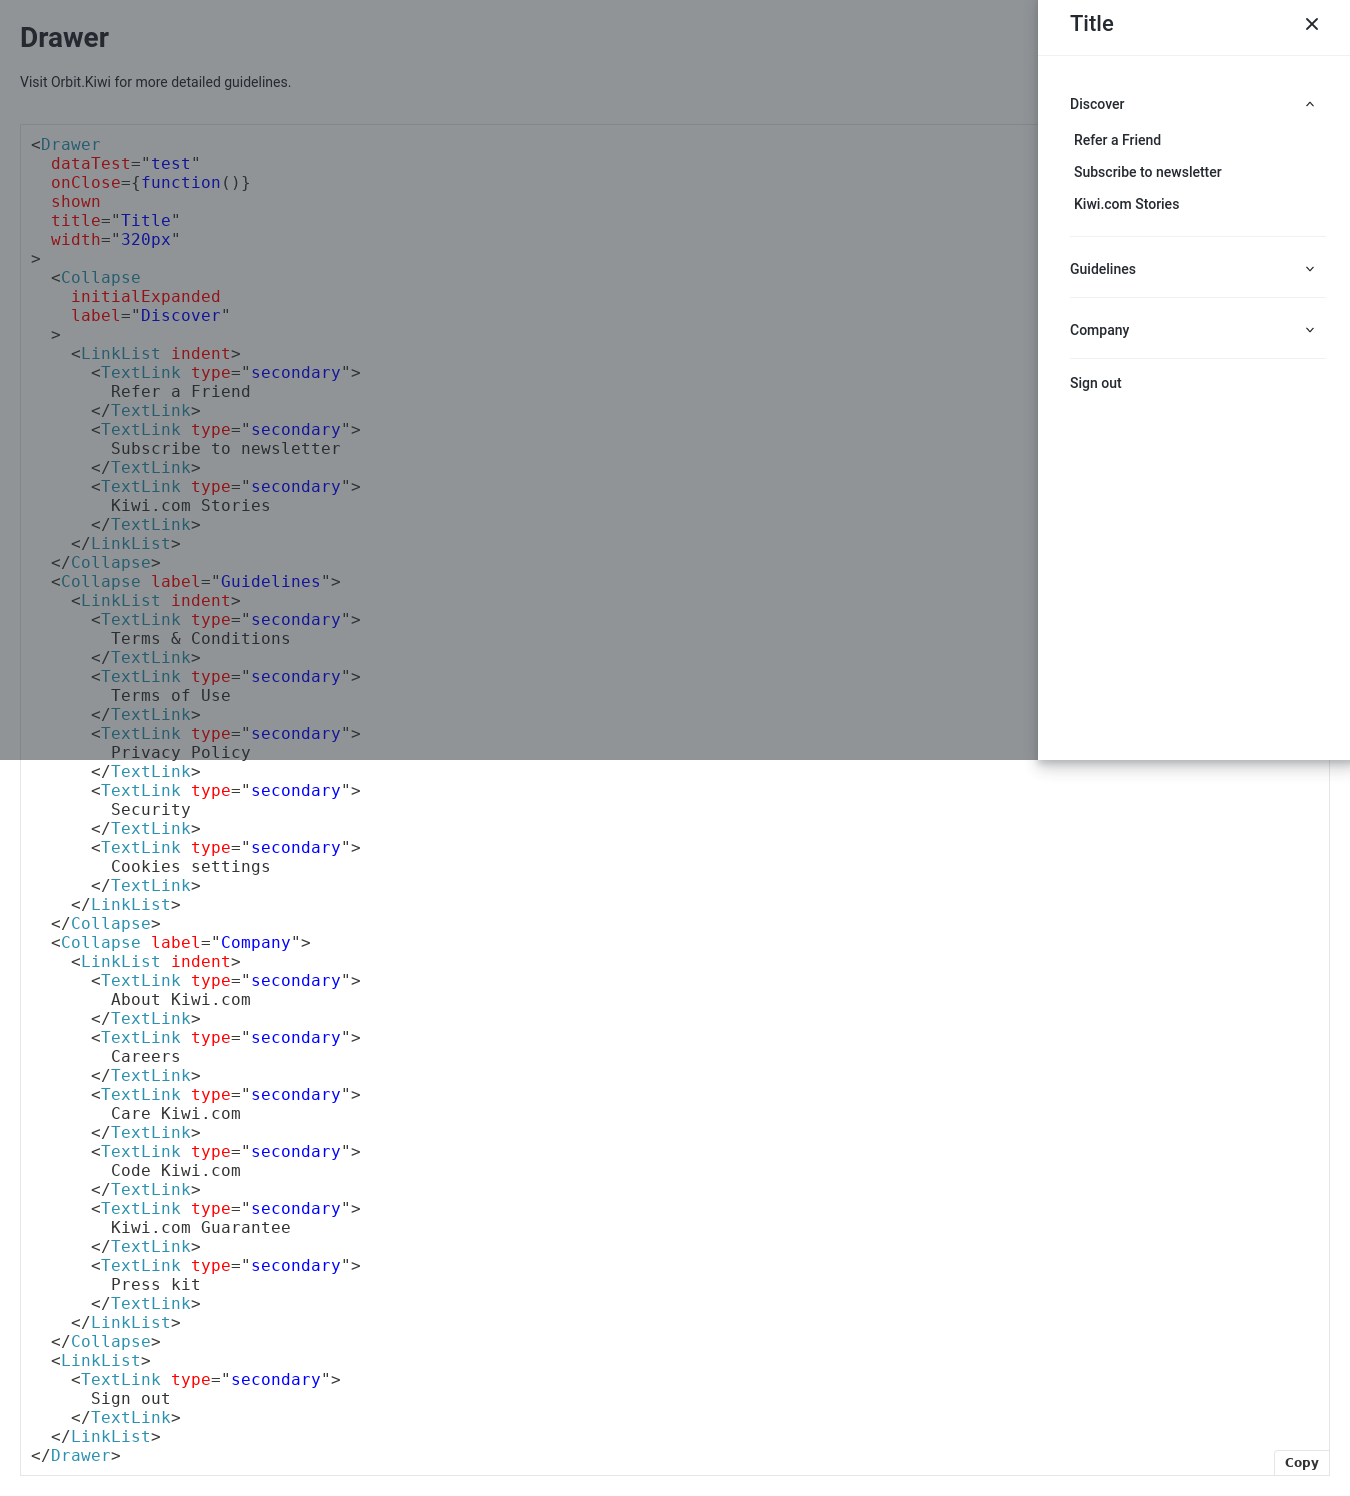 Drawer
Visit Orbit.Kiwi for more detailed guidelines.
<Drawer
  dataTest="test"
  onClose={function()}
  shown
  title="Title"
  width="320px"
>
  <Collapse
    initialExpanded
    label="Discover"
  >
    <LinkList indent>
      <TextLink type="secondary">
        Refer a Friend
      </TextLink>
      <TextLink type="secondary">
        Subscribe to newsletter
      </TextLink>
      <TextLink type="secondary">
        Kiwi.com Stories
      </TextLink>
    </LinkList>
  </Collapse>
  <Collapse label="Guidelines">
    <LinkList indent>
      <TextLink type="secondary">
        Terms & Conditions
      </TextLink>
      <TextLink type="secondary">
        Terms of Use
      </TextLink>
      <TextLink type="secondary">
        Privacy Policy
      </TextLink>
      <TextLink type="secondary">
        Security
      </TextLink>
      <TextLink type="secondary">
        Cookies settings
      </TextLink>
    </LinkList>
  </Collapse>
  <Collapse label="Company">
    <LinkList indent>
      <TextLink type="secondary">
        About Kiwi.com
      </TextLink>
      <TextLink type="secondary">
        Careers
      </TextLink>
      <TextLink type="secondary">
        Care Kiwi.com
      </TextLink>
      <TextLink type="secondary">
        Code Kiwi.com
      </TextLink>
      <TextLink type="secondary">
        Kiwi.com Guarantee
      </TextLink>
      <TextLink type="secondary">
        Press kit
      </TextLink>
    </LinkList>
  </Collapse>
  <LinkList>
    <TextLink type="secondary">
      Sign out
    </TextLink>
  </LinkList>
</Drawer>
Copy
Title
Discover
Refer a Friend
Subscribe to newsletter
Kiwi.com Stories
Guidelines
Company
Sign out